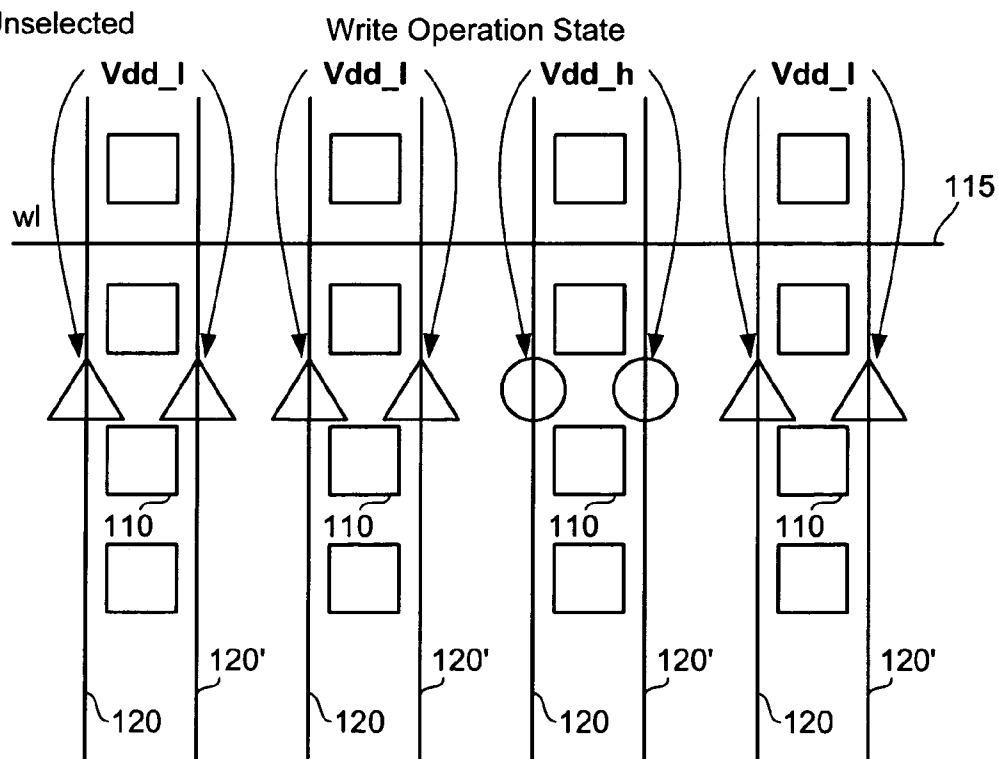 Unselected
Write Operation State
Vdd_l Vdd_l Vdd_h Vdd_l
115
wl
110 110 110 110
120' 120' 120' 120'
120 120 120 120